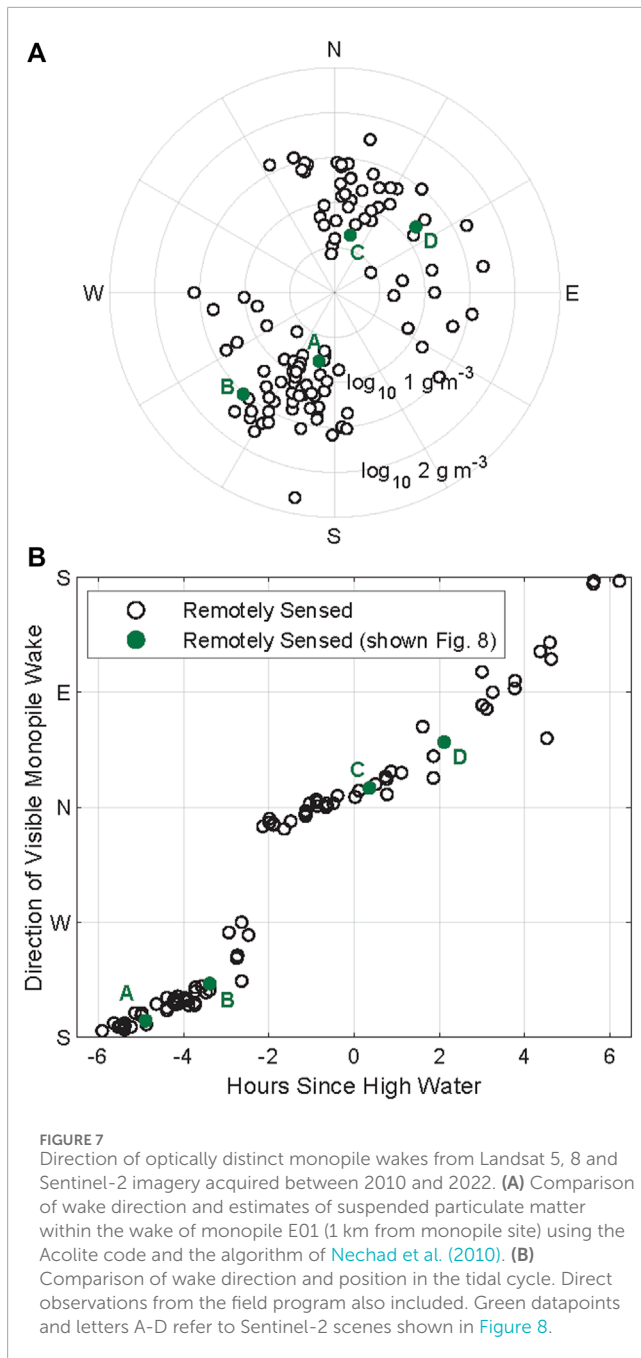 A
N
W
E
C
D
A
B
log10 1 g m-3
log10 2 g m-3
S
B
S
Remotely Sensed
Remotely Sensed (shown Fig. 8)
E
D
C
N
W
A
B
S
Direction of Visible Monopile Wake
-6 -4 -2 0 2 4 6
Hours Since High Water
FIGURE 7
Direction of optically distinct monopile wakes from Landsat 5, 8 and
Sentinel-2 imagery acquired between 2010 and 2022. (A) Comparison
of wake direction and estimates of suspended particulate matter
within the wake of monopile E01 (1 km from monopile site) using the
Acolite code and the algorithm of Nechad et al. (2010). (B)
Comparison of wake direction and position in the tidal cycle. Direct
observations from the field program also included. Green datapoints
and letters A-D refer to Sentinel-2 scenes shown in Figure 8.